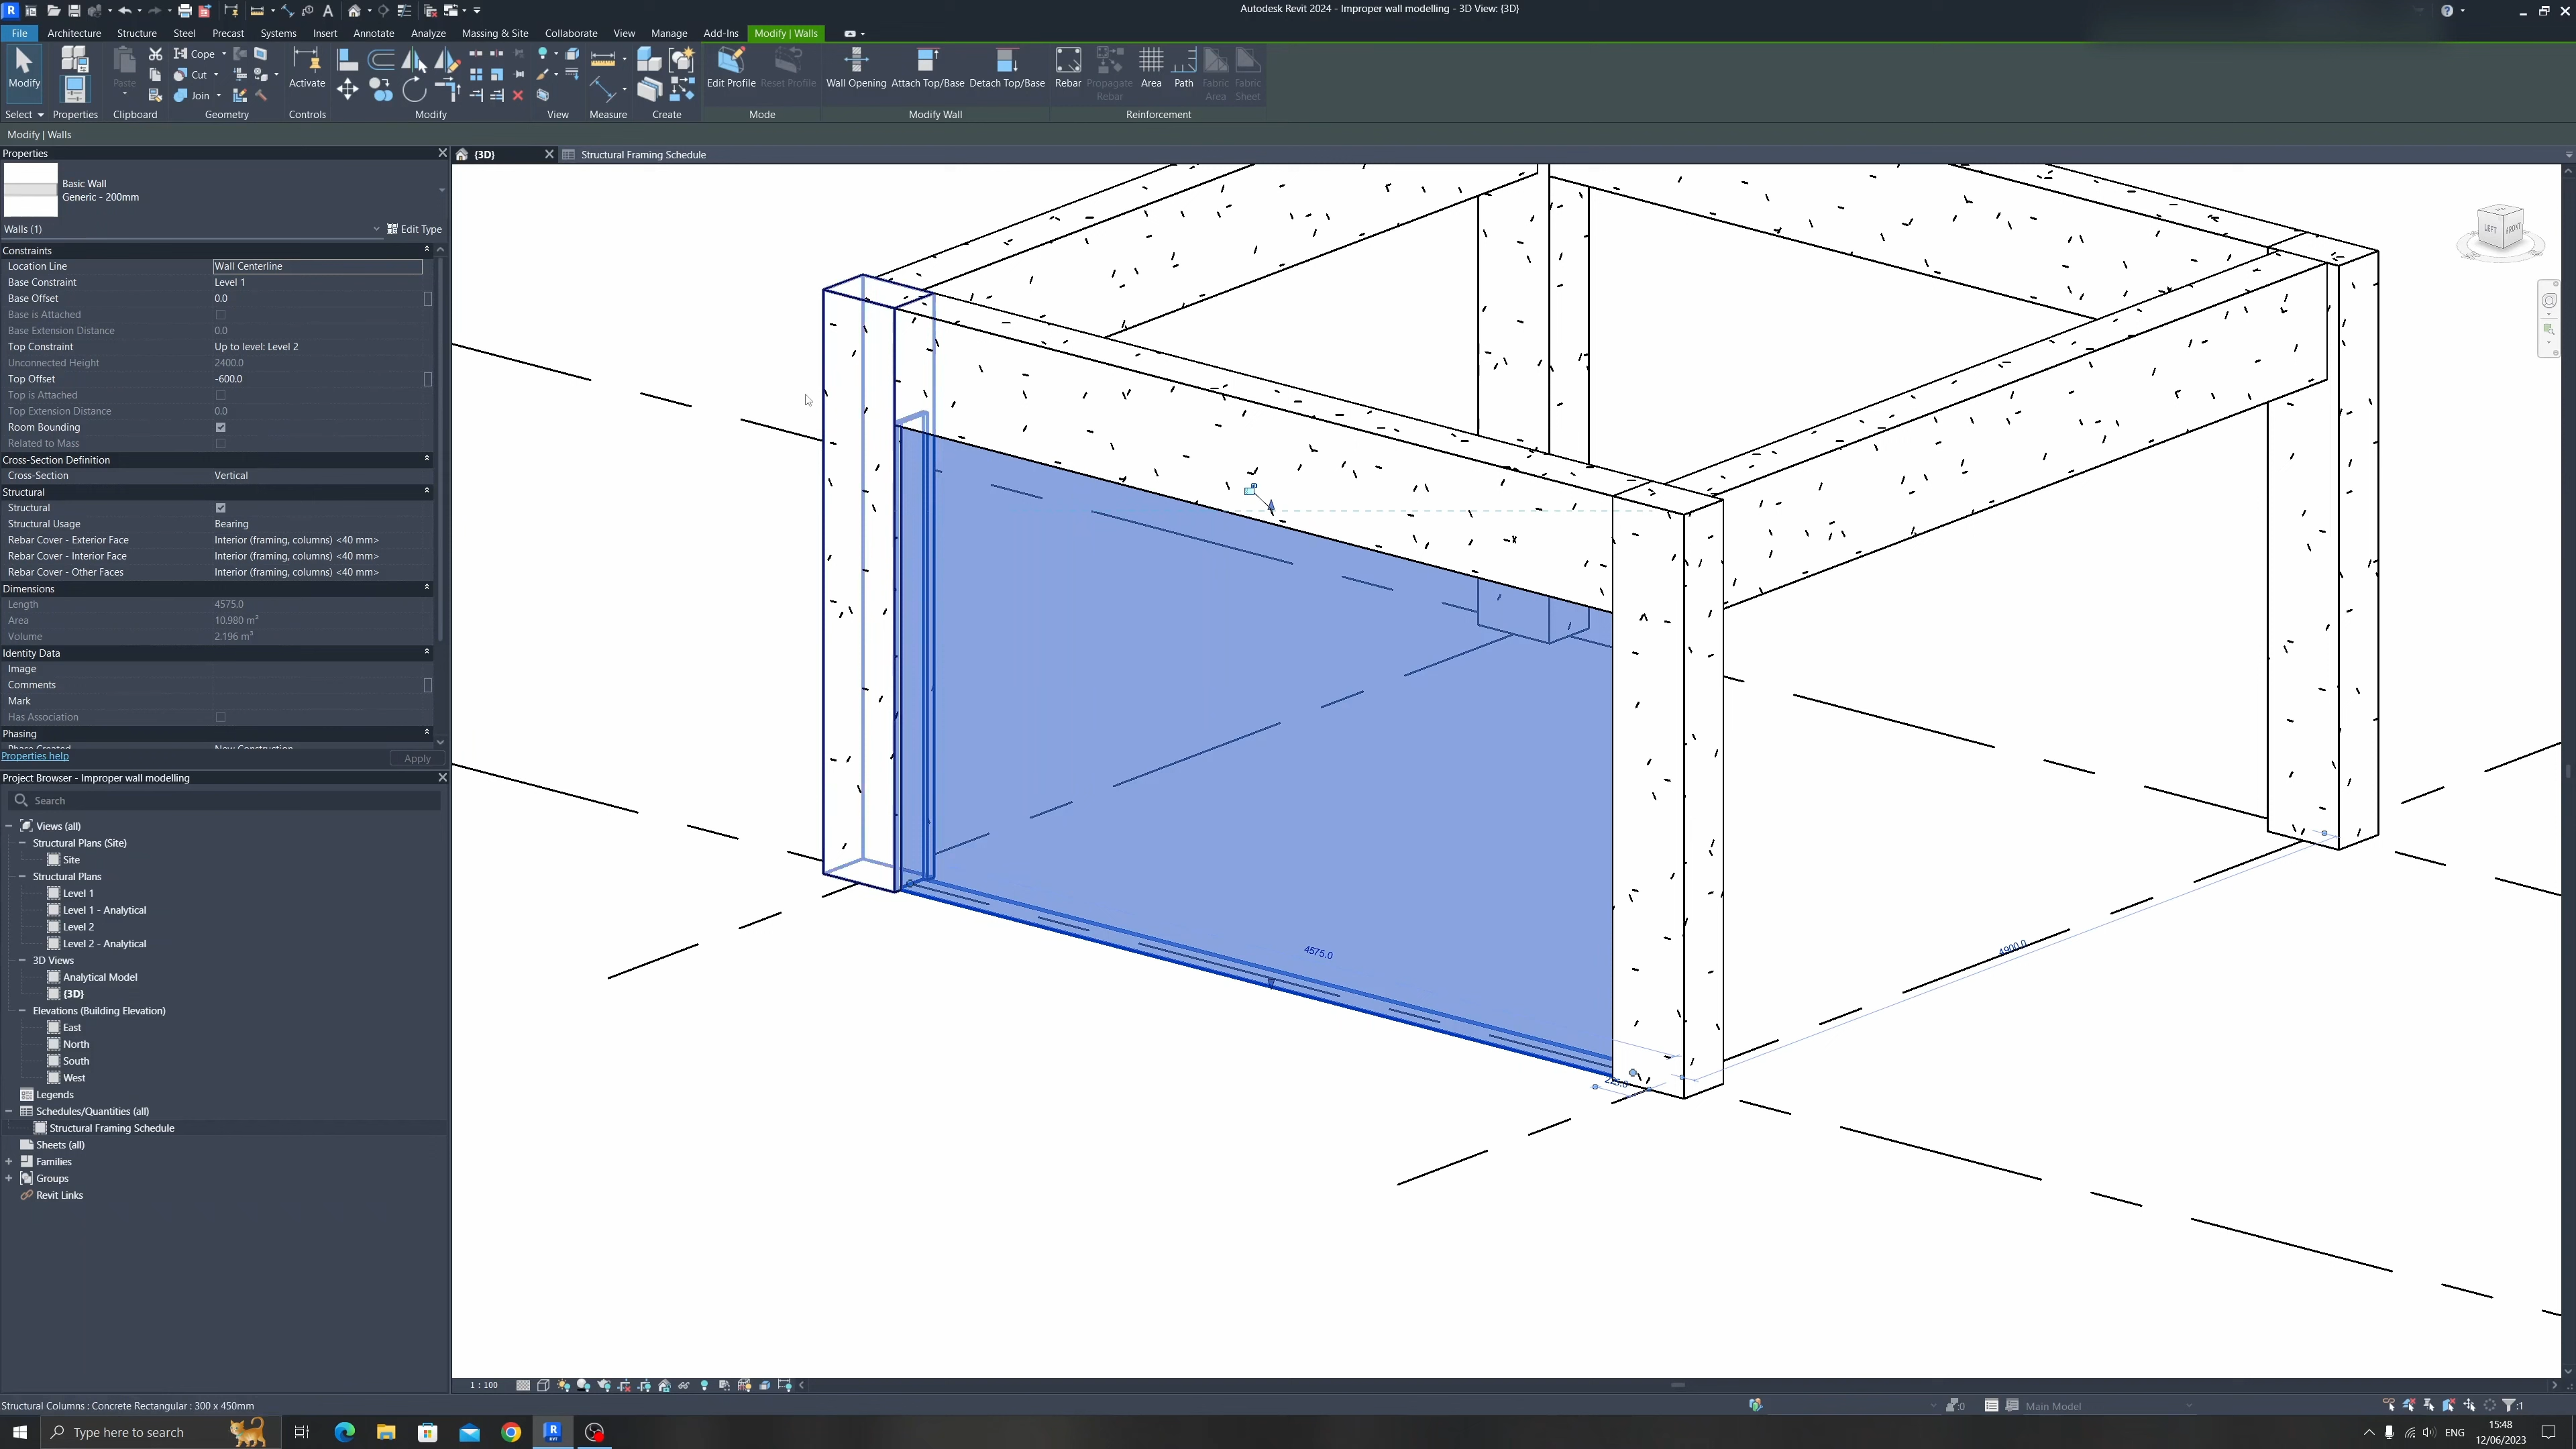 Autodesk Revit 2024 - Improper wall modelling - 3D View: {3D}
File Architecture Structure Steel Precast Systems Insert Annotate Analyze Massing & Site Collaborate View Manage Add-Ins Modify | Walls
Modify
Paste
Cope
Cut
Join
Activate
Edit Profile
Reset Profile
Wall Opening
Attach Top/Base
Detach Top/Base
Rebar
Propagate Rebar
Area
Path
Fabric Area
Fabric Sheet
Select Properties Clipboard Geometry Controls Modify View Measure Create Mode Modify Wall Reinforcement
Modify | Walls
Properties
{3D}
Structural Framing Schedule
Basic Wall
Generic - 200mm
Walls (1)
Edit Type
Constraints
Location Line Wall Centerline
Base Constraint Level 1
Base Offset 0.0
Base is Attached
Base Extension Distance 0.0
Top Constraint Up to level: Level 2
Unconnected Height 2400.0
Top Offset -600.0
Top is Attached
Top Extension Distance 0.0
Room Bounding
Related to Mass
Cross-Section Definition
Cross-Section Vertical
Structural
Structural
Structural Usage Bearing
Rebar Cover - Exterior Face Interior (framing, columns) <40 mm>
Rebar Cover - Interior Face Interior (framing, columns) <40 mm>
Rebar Cover - Other Faces Interior (framing, columns) <40 mm>
Dimensions
Length 4575.0
Area 10.980 m²
Volume 2.196 m³
Identity Data
Image
Comments
Mark
Has Association
Phasing
Phase Created New Construction
Properties help
Apply
Project Browser - Improper wall modelling
Search
Views (all)
Structural Plans (Site)
Site
Structural Plans
Level 1
Level 1 - Analytical
Level 2
Level 2 - Analytical
3D Views
Analytical Model
{3D}
Elevations (Building Elevation)
East
North
South
West
Legends
Schedules/Quantities (all)
Structural Framing Schedule
Sheets (all)
Families
Groups
Revit Links
LEFT FRONT
4575.0
4900.0
1 : 100
Structural Columns : Concrete Rectangular : 300 x 450mm
:0
Main Model
:1
Type here to search
ENG
15:48
12/06/2023